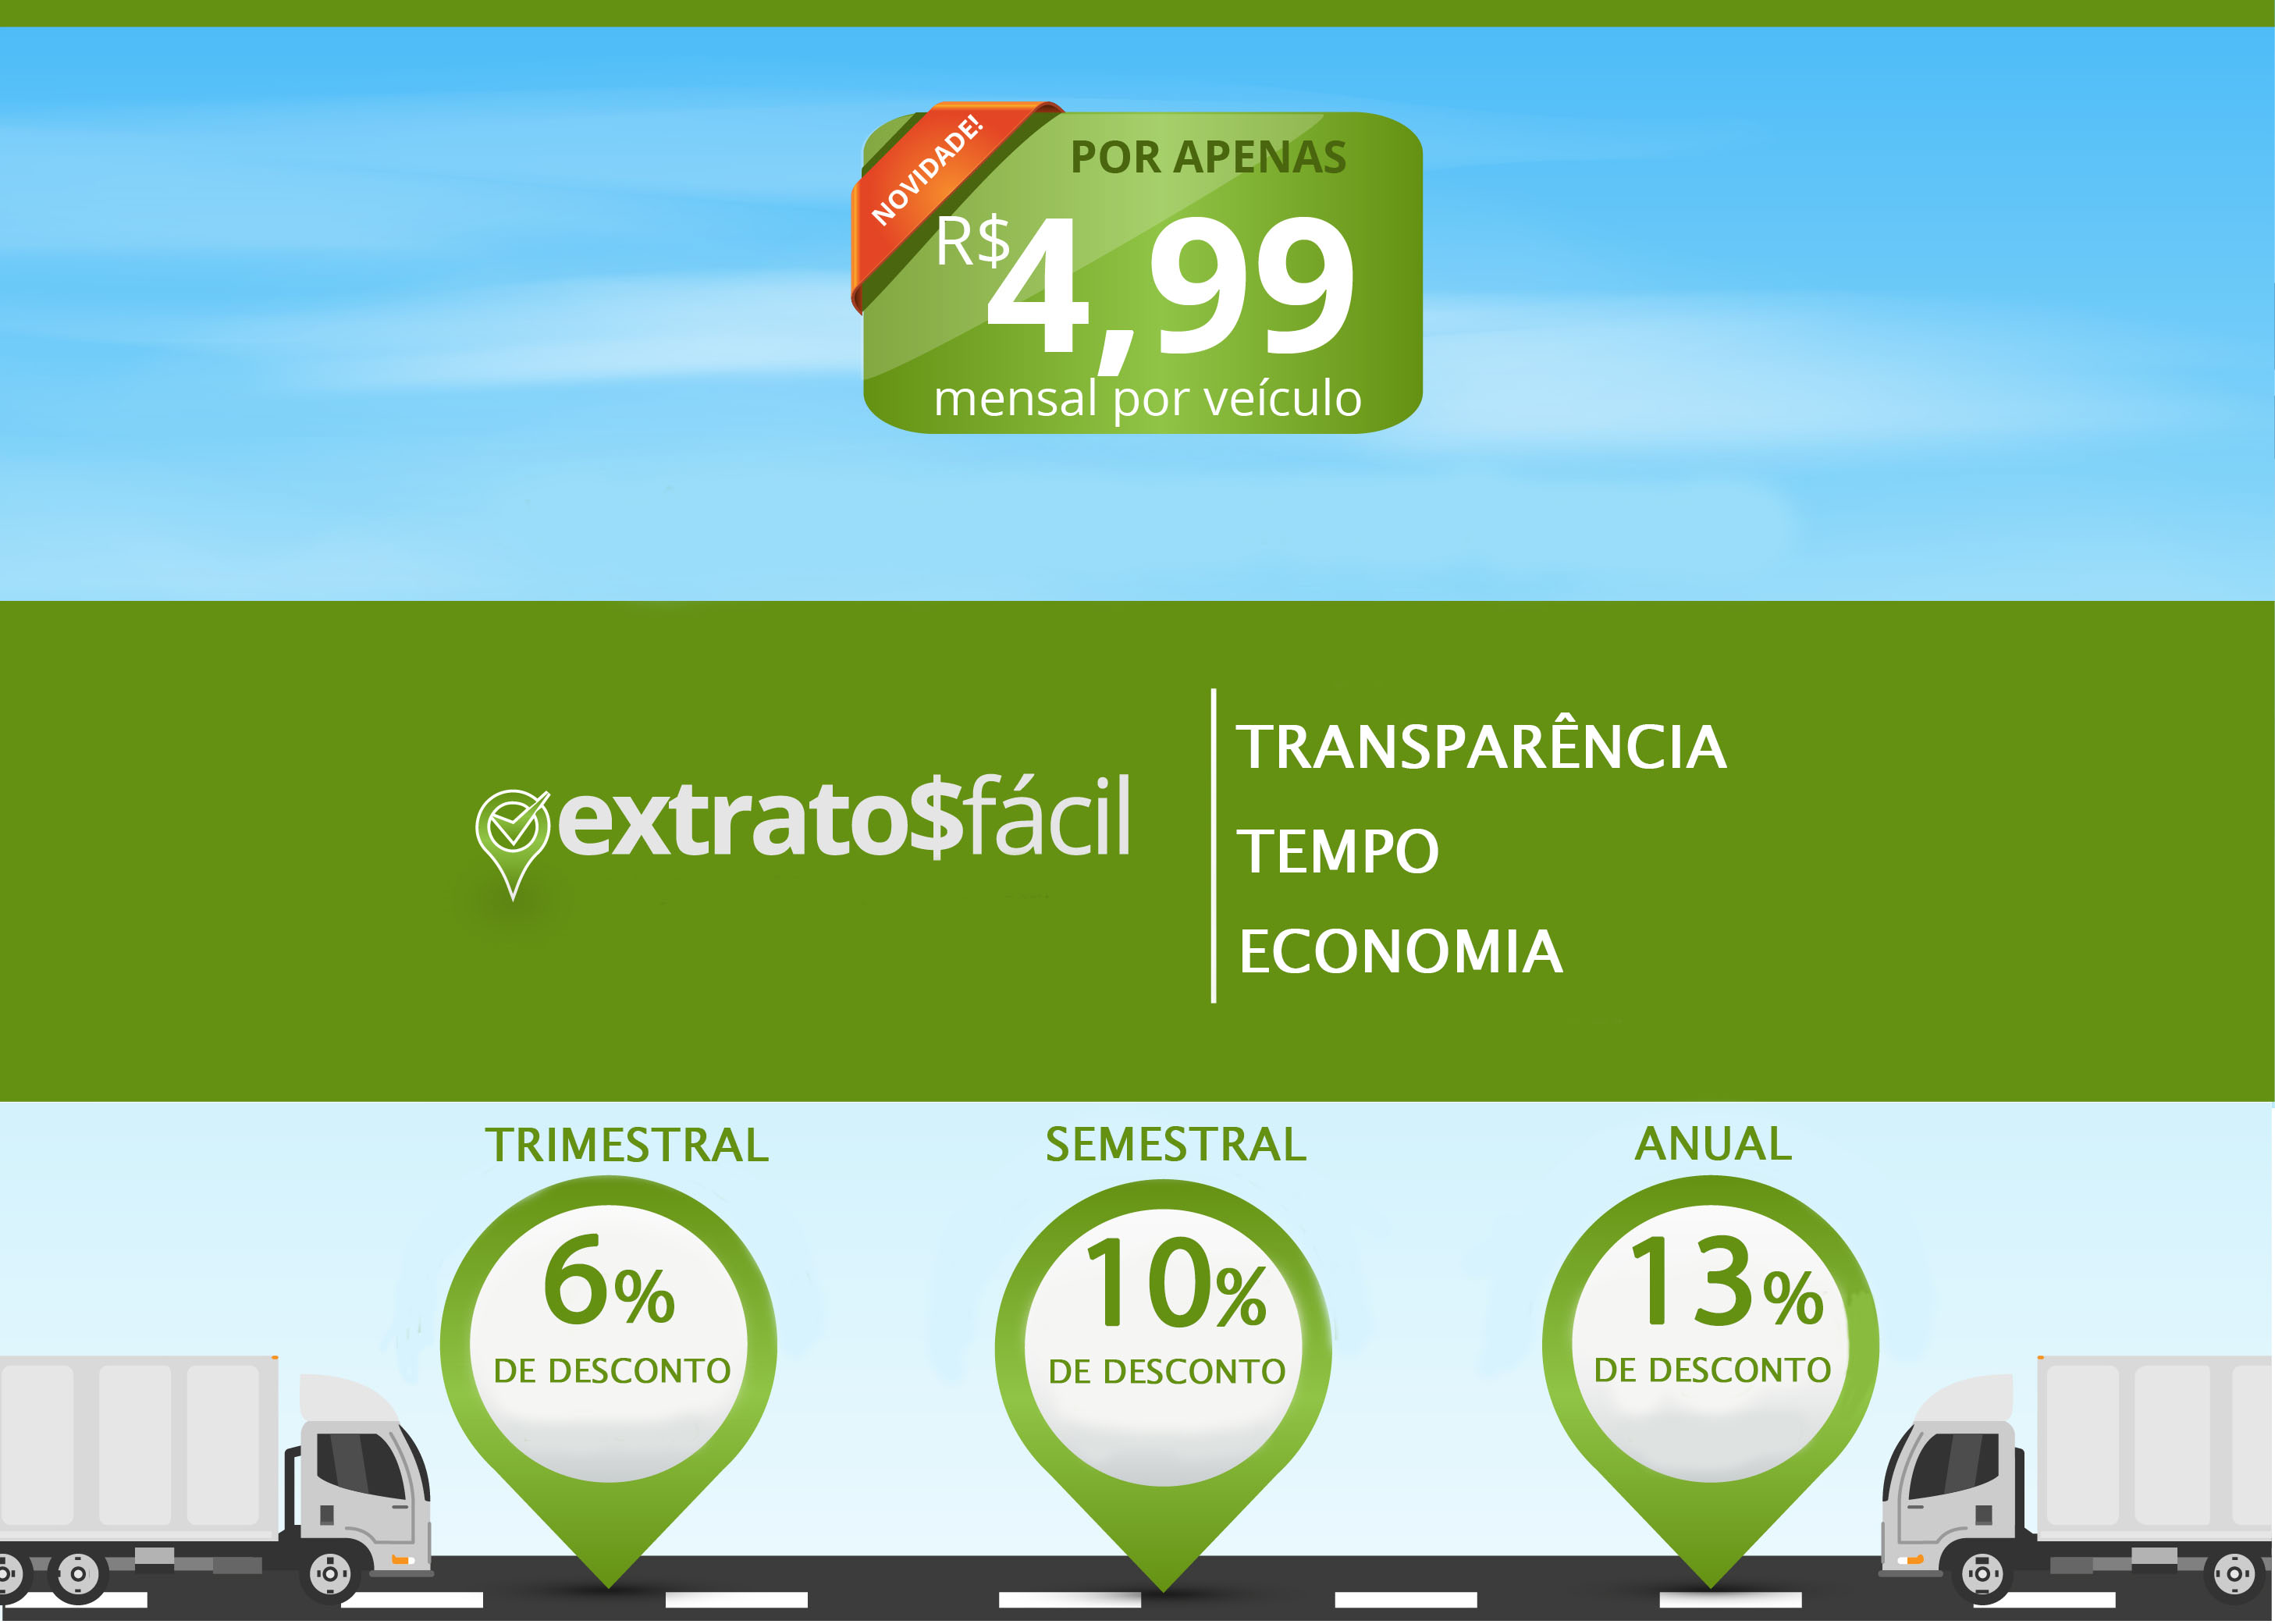 NOVIDADE!
POR APENAS
R$4,99
mensal por veículo
extrato$fácil
TRANSPARÊNCIA
TEMPO
ECONOMIA
TRIMESTRAL
6%
DE DESCONTO
SEMESTRAL
10%
DE DESCONTO
ANUAL
13%
DE DESCONTO